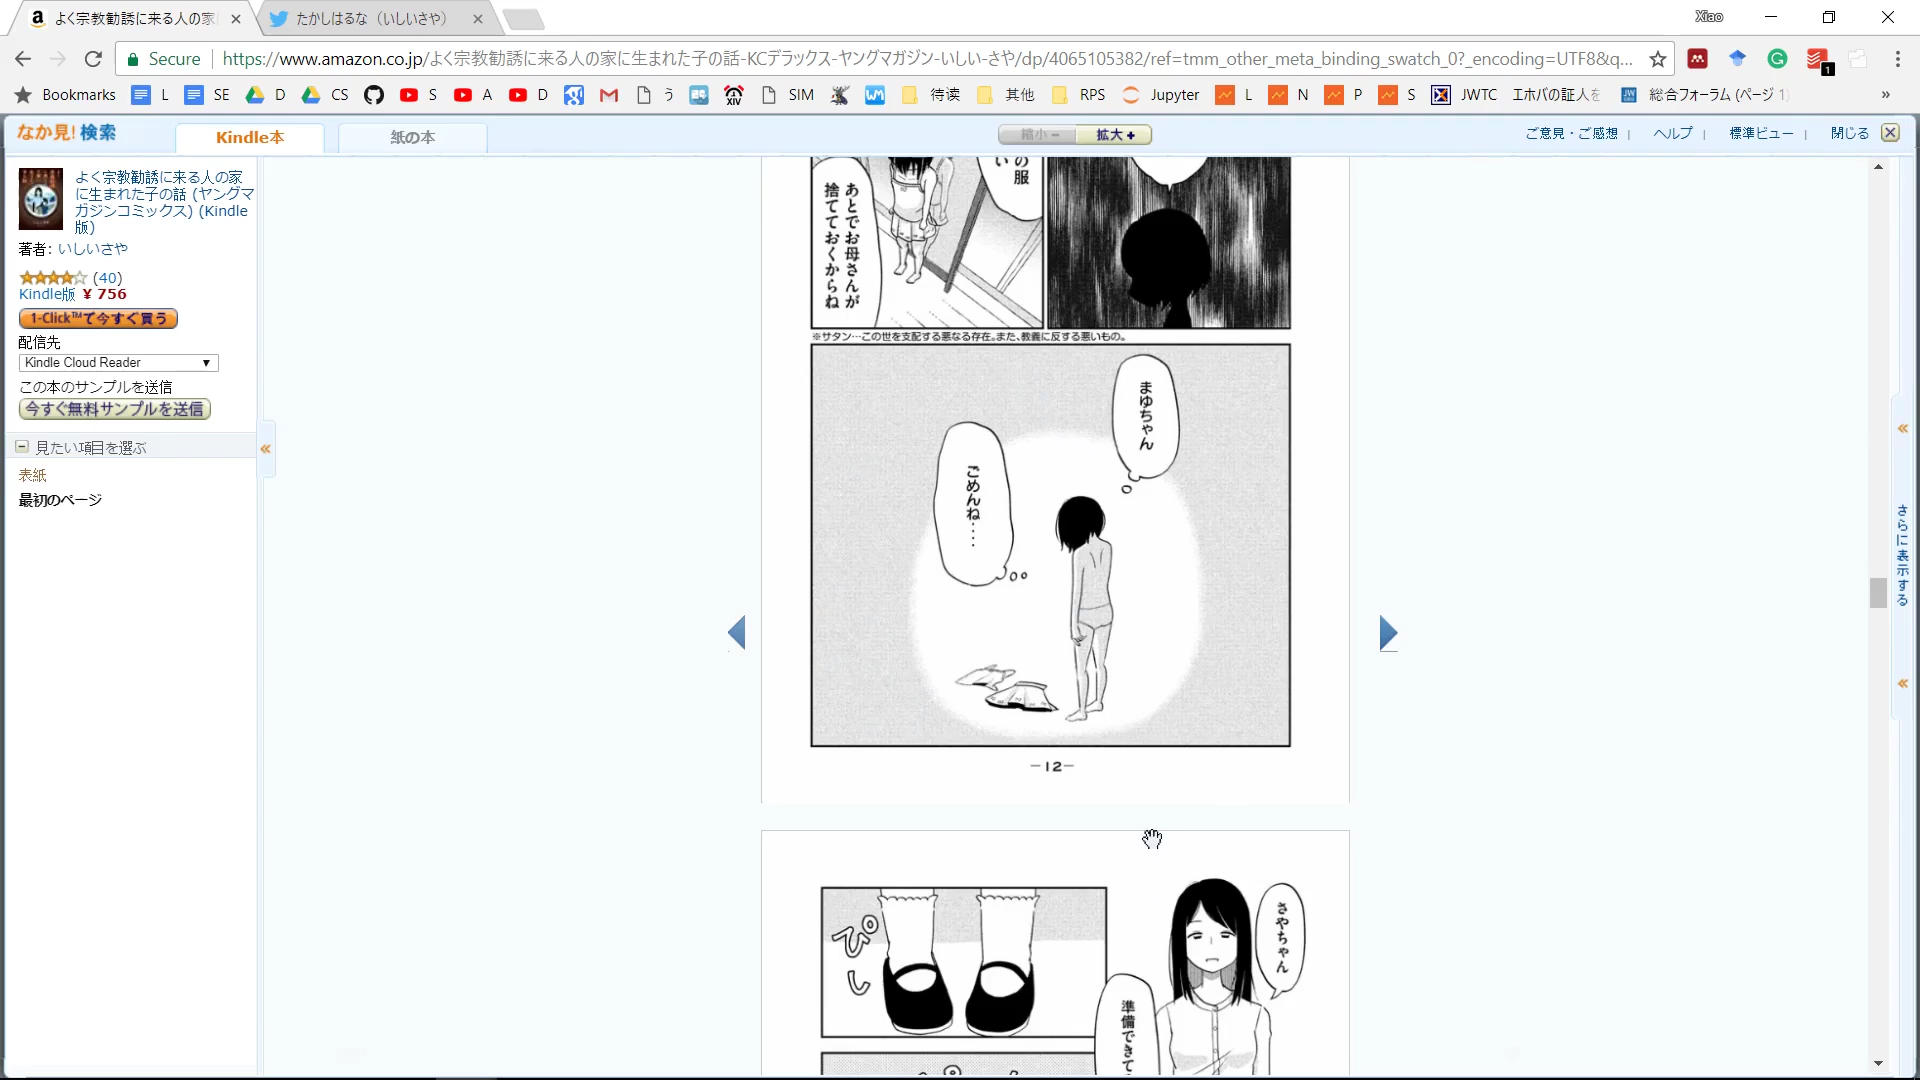 よく宗教勧誘に来る人の家
たかしはるな（いしいさや）
Xiao
Secure
https://www.amazon.co.jp/よく宗教勧誘に来る人の家に生まれた子の話-KCデラックス-ヤングマガジン-いしい-さや/dp/4065105382/ref=tmm_other_meta_binding_swatch_0?_encoding=UTF8&q...
1
Bookmarks L SE D CS S A D う SIM 待读 其他 RPS Jupyter L N P S JWTC エホバの証人を 総合フォーラム (ページ 1) »
なか見!検索
Kindle本
紙の本
縮小 −
拡大 +
ご意見・ご感想 | ヘルプ | 標準ビュー | 閉じる
よく宗教勧誘に来る人の家
に生まれた子の話 (ヤングマ
ガジンコミックス) (Kindle
版)
著者: いしいさや
(40)
Kindle版 ¥ 756
1-Click™で今すぐ買う
配信先
Kindle Cloud Reader
この本のサンプルを送信
今すぐ無料サンプルを送信
見たい項目を選ぶ
表紙
最初のページ
の服
い
あとでお母さんが
捨てておくからね
※サタン…この世を支配する悪なる存在。また、教義に反する悪いもの。
まゆちゃん
ごめんね‥‥
－12－
さやちゃん
準備できて
ぴし
さらに表示する